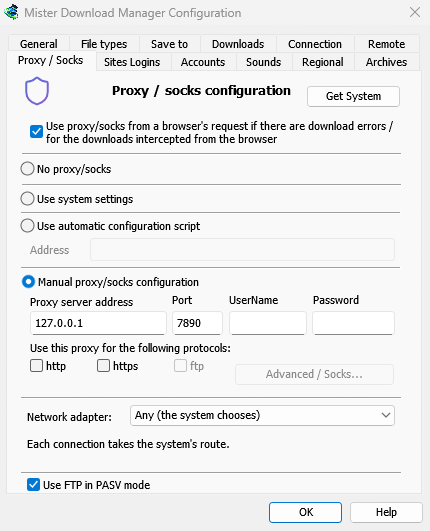 Mister Download Manager Configuration
General File types Save to Downloads Connection Remote
Proxy / Socks Sites Logins Accounts Sounds Regional Archives
Proxy / socks configuration
Get System
Use proxy/socks from a browser's request if there are download errors /
for the downloads intercepted from the browser
No proxy/socks
Use system settings
Use automatic configuration script
Address
Manual proxy/socks configuration
Proxy server address Port UserName Password
127.0.0.1 7890
Use this proxy for the following protocols:
http https ftp
Advanced / Socks...
Network adapter: Any (the system chooses)
Each connection takes the system's route.
Use FTP in PASV mode
OK Help